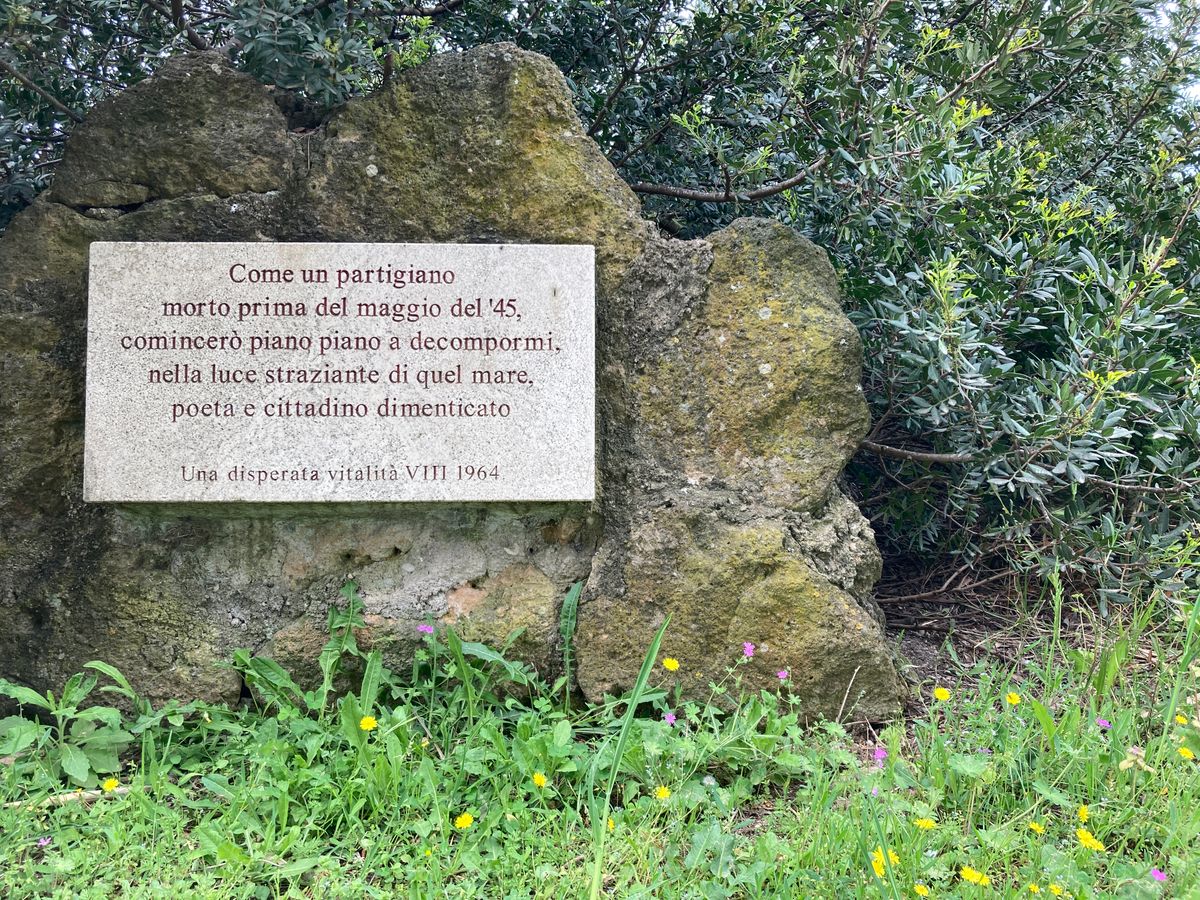 Come un partigiano
morto prima del maggio del '45,
comincerò piano piano a decompormi,
nella luce straziante di quel mare,
poeta e cittadino dimenticato
Una disperata vitalità VIII 1964